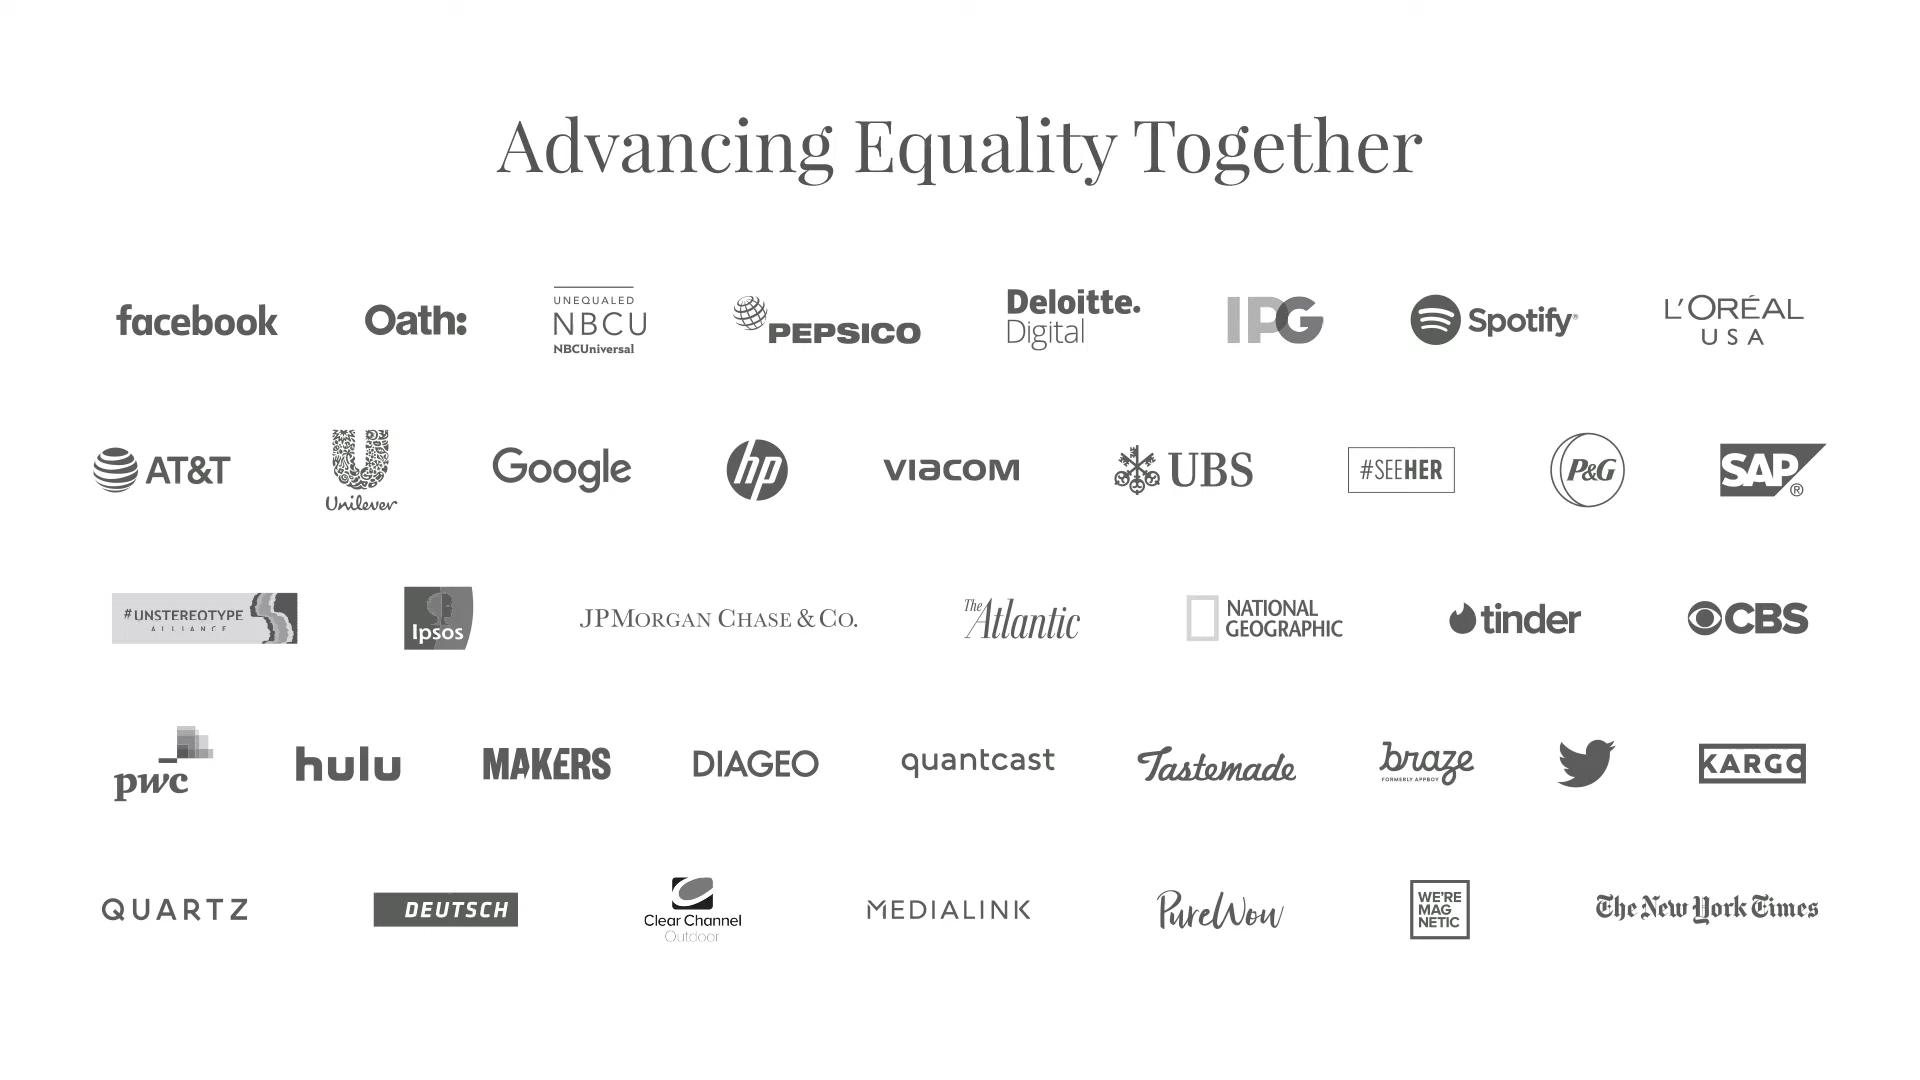 Advancing Equality Together
facebook
Oath:
UNEQUALED
NBCU
NBCUniversal
PEPSICO
Deloitte.
Digital
IPG
Spotify®
L'ORÉAL
USA
AT&T
Unilever
Google
hp
VIACOM
UBS
#SEEHER
P&G
SAP®
#UNSTEREOTYPE
ALLIANCE
Ipsos
JPMORGAN CHASE & CO.
The Atlantic
NATIONAL
GEOGRAPHIC
tinder
CBS
pwc
hulu
MAKERS
DIAGEO
quantcast
Tastemade
braze
FORMERLY APPBOY
KARGO
QUARTZ
DEUTSCH
Clear Channel
Outdoor
MEDIALINK
PureWow
WE'RE
MAG
NETIC
The New York Times